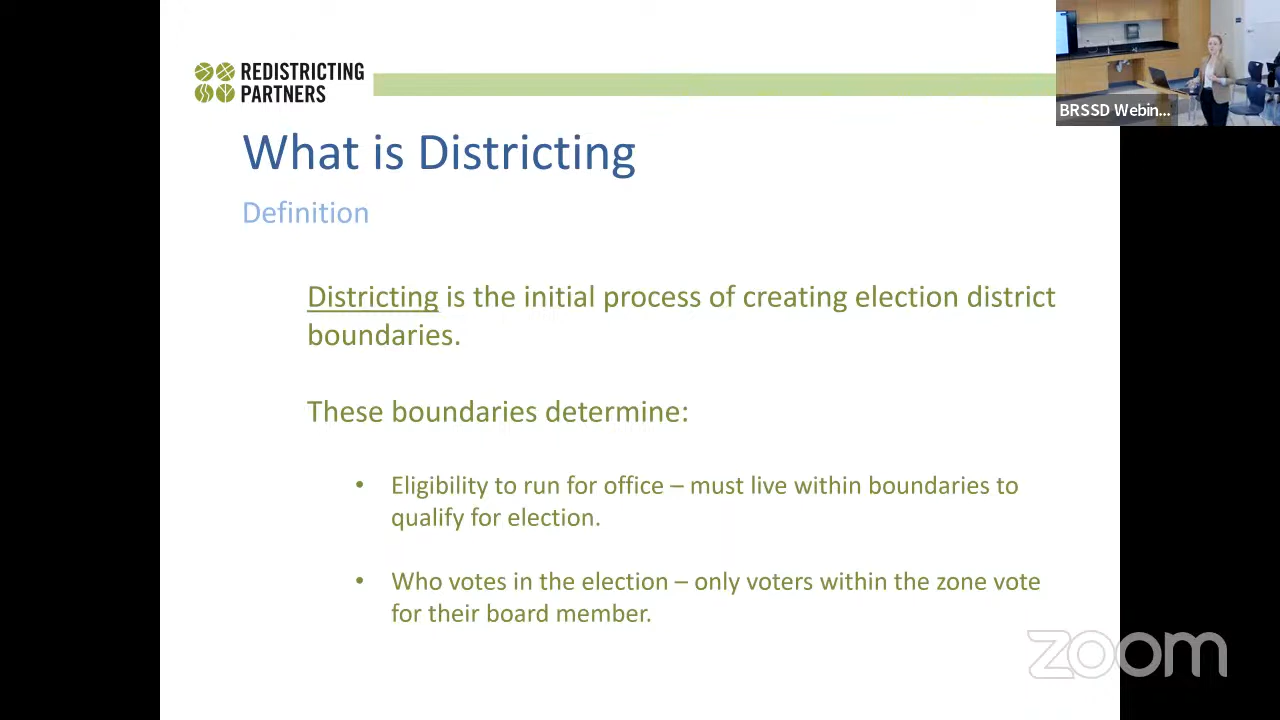 REDISTRICTING
PARTNERS
BRSSD Webin...
What is Districting
Definition
Districting is the initial process of creating election district
boundaries.
These boundaries determine:
• Eligibility to run for office – must live within boundaries to
qualify for election.
• Who votes in the election – only voters within the zone vote
for their board member.
zoom